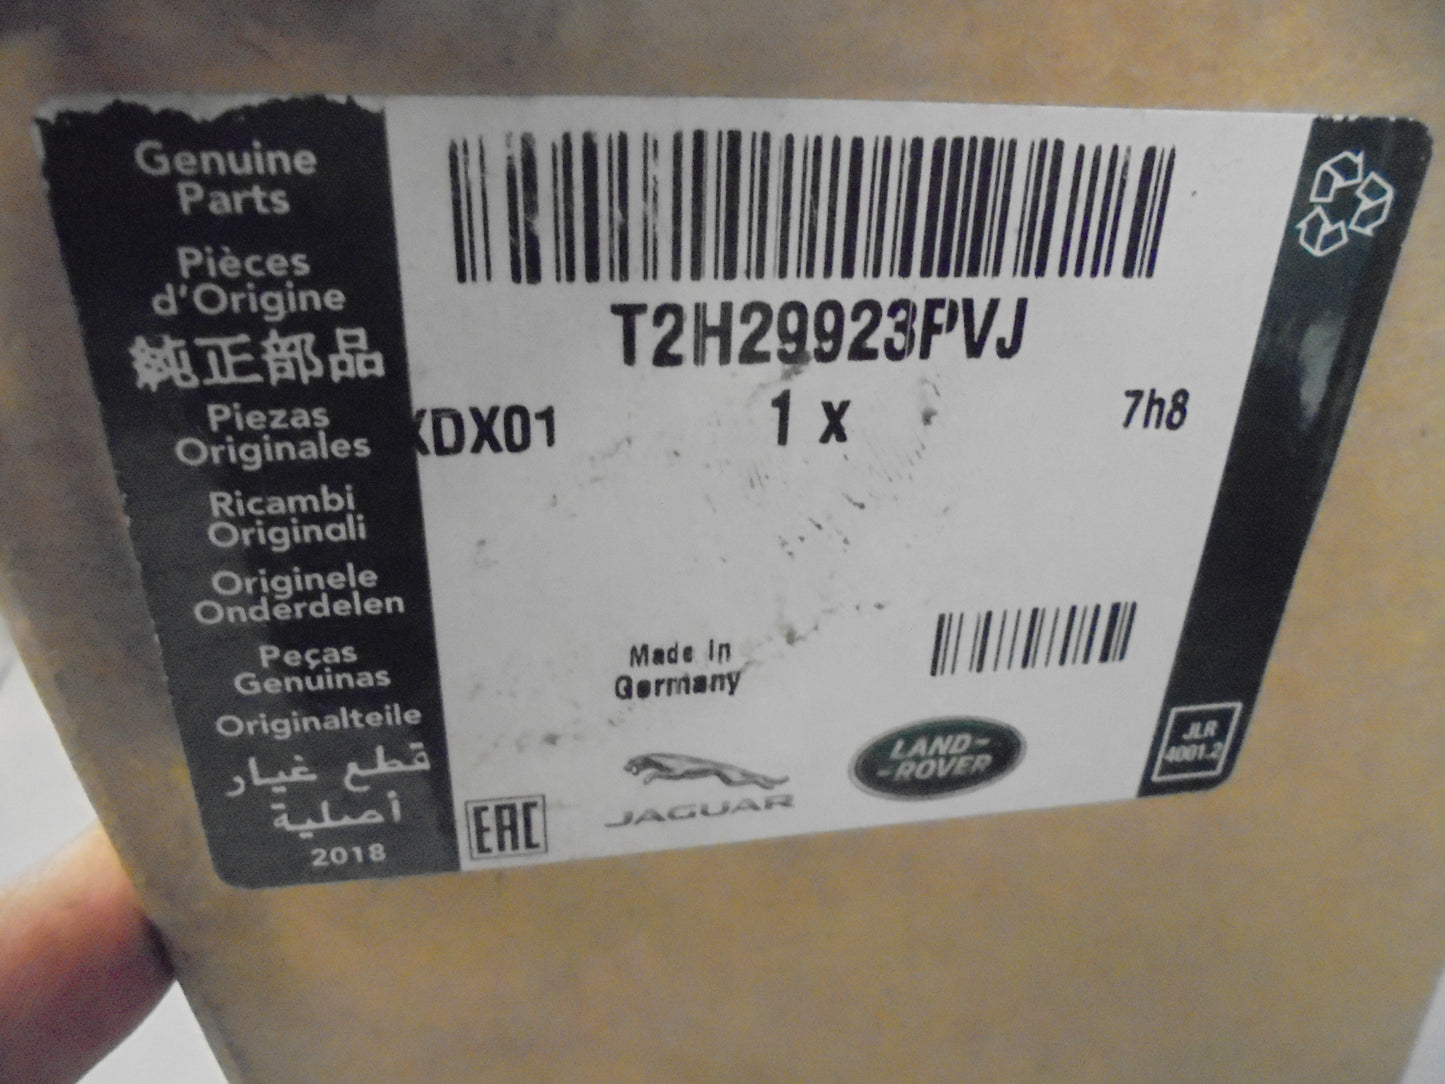 Genuine
Parts
Pièces
d'Origine
純正部品
Piezas
Originales
Ricambi
Originali
Originele
Onderdelen
Peças
Genuinas
Originalteile
قطع غيار
أصلية
2018
T2H29923PVJ
KDX01
1 x
7h8
Made In
Germany
EAC
JAGUAR
LAND-
-ROVER
JLR
4001.2